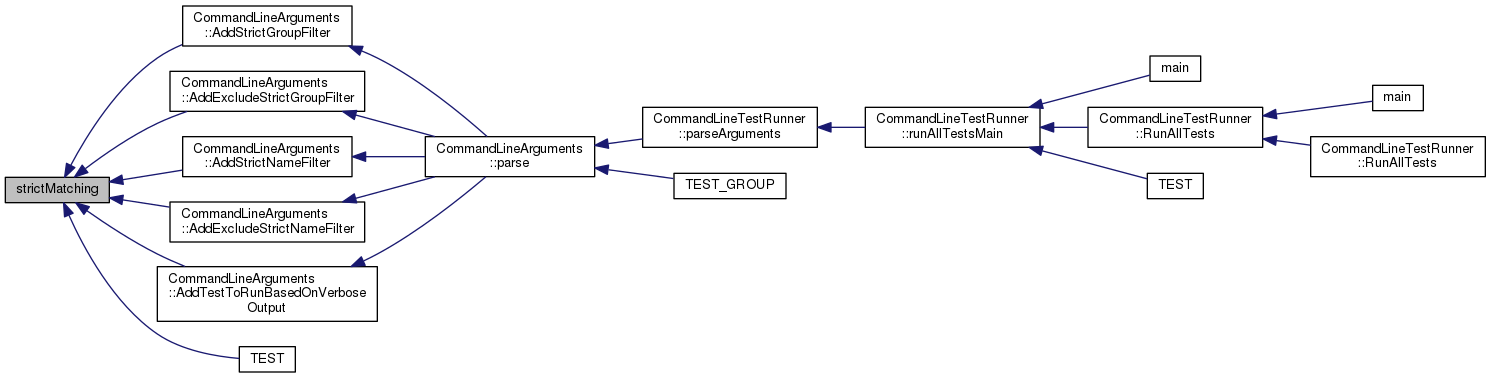 strictMatching
CommandLineArguments
::AddStrictGroupFilter
CommandLineArguments
::AddExcludeStrictGroupFilter
CommandLineArguments
::AddStrictNameFilter
CommandLineArguments
::AddExcludeStrictNameFilter
CommandLineArguments
::AddTestToRunBasedOnVerbose
Output
TEST
CommandLineArguments
::parse
CommandLineTestRunner
::parseArguments
TEST_GROUP
CommandLineTestRunner
::runAllTestsMain
main
CommandLineTestRunner
::RunAllTests
TEST
main
CommandLineTestRunner
::RunAllTests